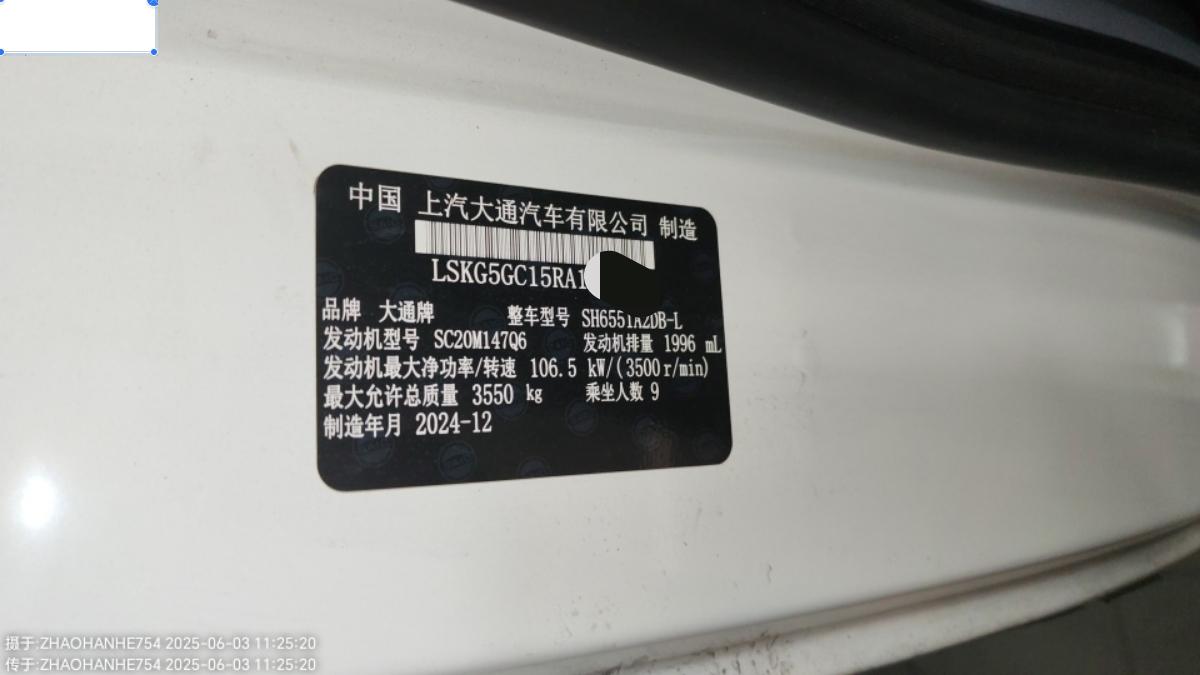 中国 上汽大通汽车有限公司 制造
LSKG5GC15RA1
品牌 大通牌 整车型号 SH6551A2DB-L
发动机型号 SC20M147Q6 发动机排量 1996 mL
发动机最大净功率/转速 106.5 kW/(3500r/min)
最大允许总质量 3550 kg 乘坐人数 9
制造年月 2024-12
摄于:ZHAOHANHE754 2025-06-03 11:25:20
传于:ZHAOHANHE754 2025-06-03 11:25:20